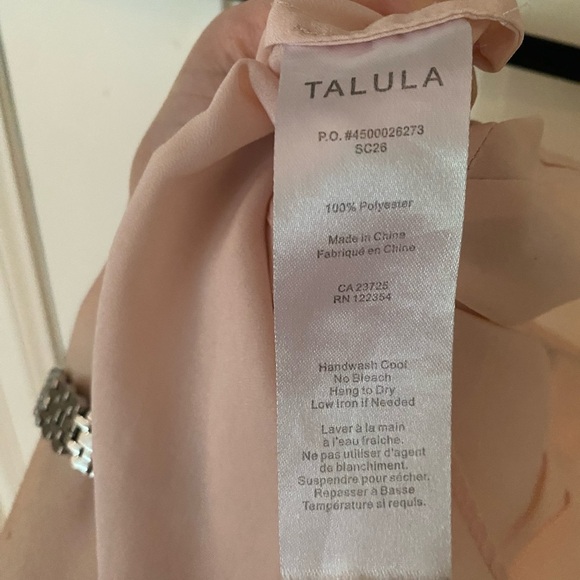 TALULA
P.O. #4500026273
SC26
100% Polyester
Made in China
Fabriqué en Chine
CA 23725
RN 122354
Handwash Cool
No Bleach
Hang to Dry
Low Iron if Needed
Laver à la main
à l'eau fraîche.
Ne pas utiliser d'agent
de blanchiment.
Suspendre pour sécher.
Repasser à Basse
Température si requis.